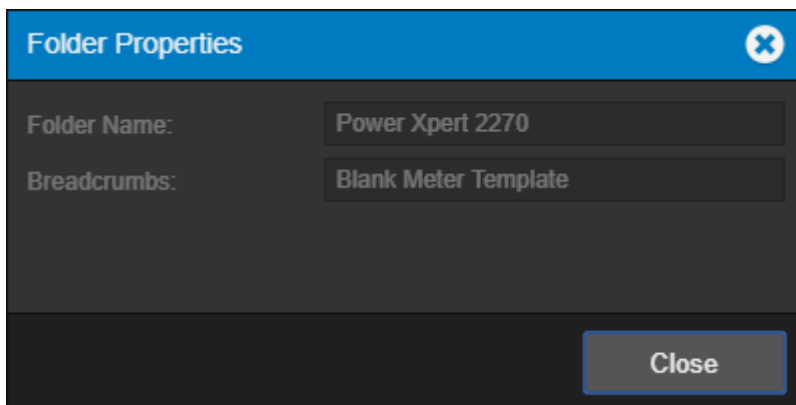 Folder Properties
Folder Name: Power Xpert 2270
Breadcrumbs: Blank Meter Template
Close